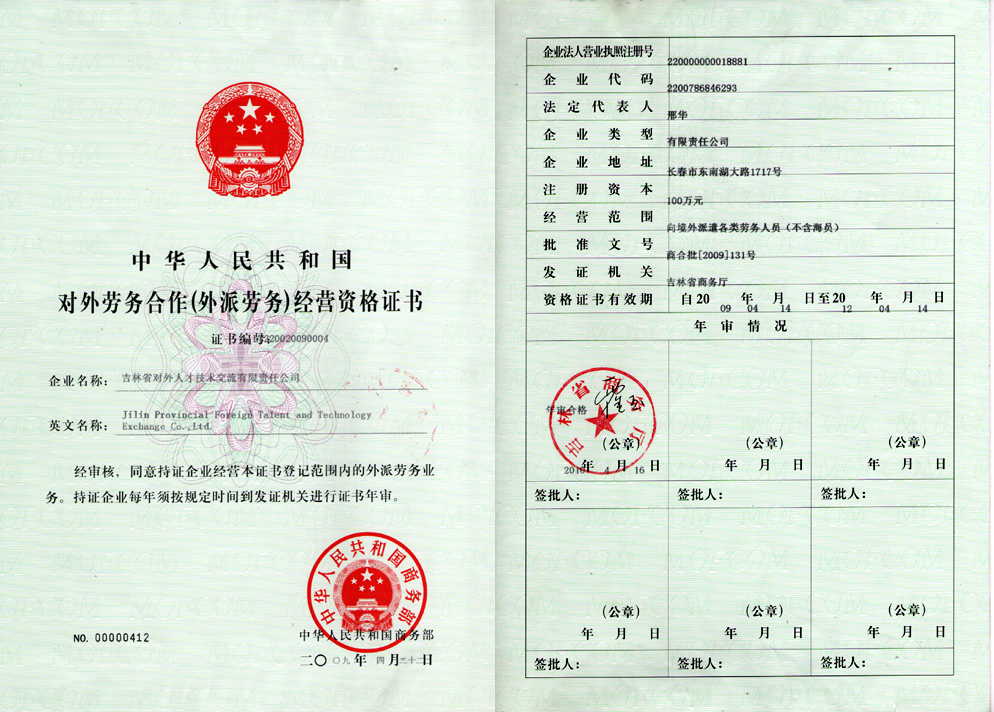 中华人民共和国
对外劳务合作(外派劳务)经营资格证书
证书编号:220020090004
企业名称: 吉林省对外人才技术交流有限责任公司
英文名称: Jilin Provincial Foreign Talent and Technology
Exchange Co.,Ltd.
经审核,同意持证企业经营本证书登记范围内的外派劳务业
务。持证企业每年须按规定时间到发证机关进行证书年审。
中华人民共和国商务部
NO. 00000412
中华人民共和国商务部
二〇〇九年 四月二十二日
企业法人营业执照注册号 220000000018881
企业代码 2200786846293
法定代表人 邢华
企业类型 有限责任公司
企业地址 长春市东南湖大路1717号
注册资本 100万元
经营范围 向境外派遣各类劳务人员(不含海员)
批准文号 商合批[2009]131号
发证机关 吉林省商务厅
资格证书有效期 自20 09 年 04 月 14 日至20 12 年 04 月 14 日
年审情况
吉林省商务厅
年审合格
(公章) (公章) (公章)
2010年 4月 16日 年 月 日 年 月 日
签批人: 签批人: 签批人:
(公章) (公章) (公章)
年 月 日 年 月 日 年 月 日
签批人: 签批人: 签批人: